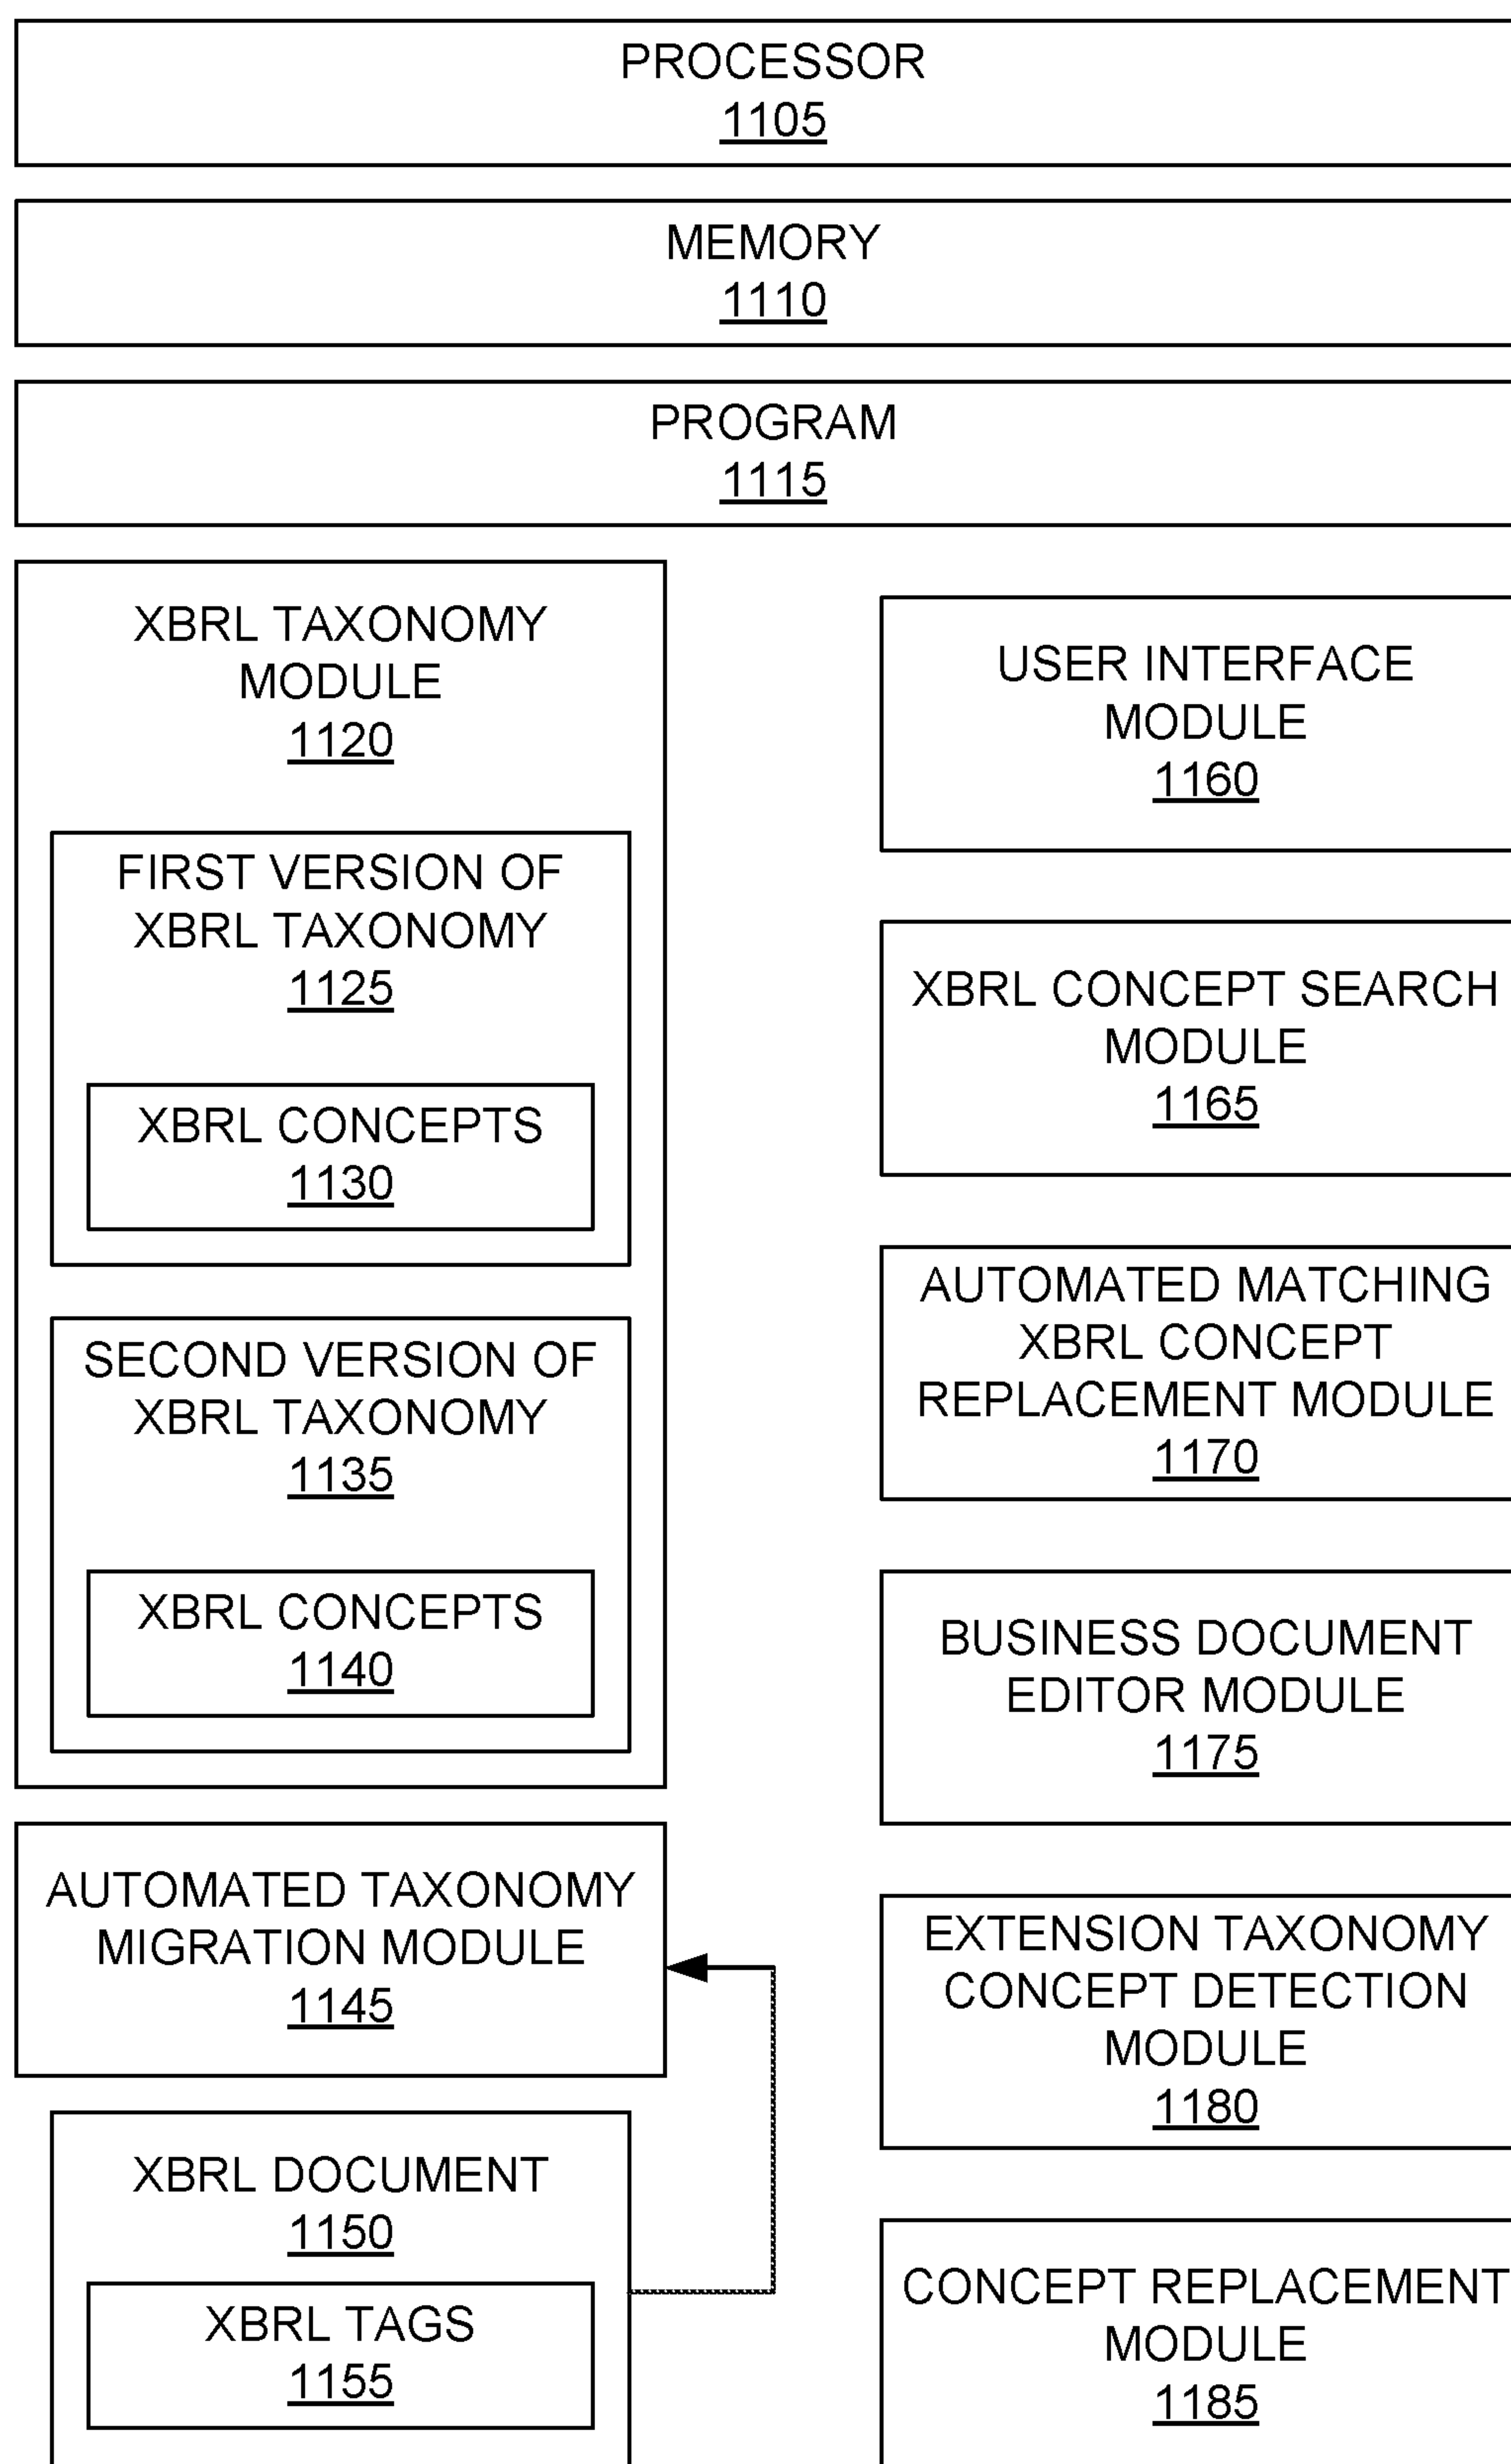 PROCESSOR
1105
MEMORY
1110
PROGRAM
1115
XBRL TAXONOMY
MODULE
1120
FIRST VERSION OF
XBRL TAXONOMY
1125
XBRL CONCEPTS
1130
SECOND VERSION OF
XBRL TAXONOMY
1135
XBRL CONCEPTS
1140
AUTOMATED TAXONOMY
MIGRATION MODULE
1145
XBRL DOCUMENT
1150
XBRL TAGS
1155
USER INTERFACE
MODULE
1160
XBRL CONCEPT SEARCH
MODULE
1165
AUTOMATED MATCHING
XBRL CONCEPT
REPLACEMENT MODULE
1170
BUSINESS DOCUMENT
EDITOR MODULE
1175
EXTENSION TAXONOMY
CONCEPT DETECTION
MODULE
1180
CONCEPT REPLACEMENT
MODULE
1185